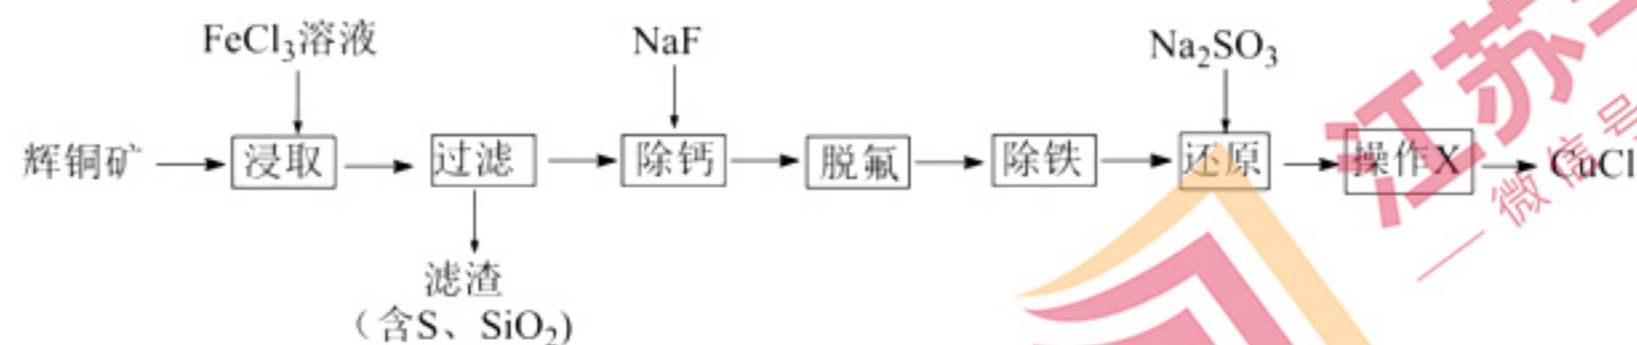 FeCl₃溶液
NaF
Na₂SO₃
辉铜矿
浸取
过滤
除钙
脱氟
除铁
还原
操作X
CuCl
滤渣
（含S、SiO₂)
江苏
微信号